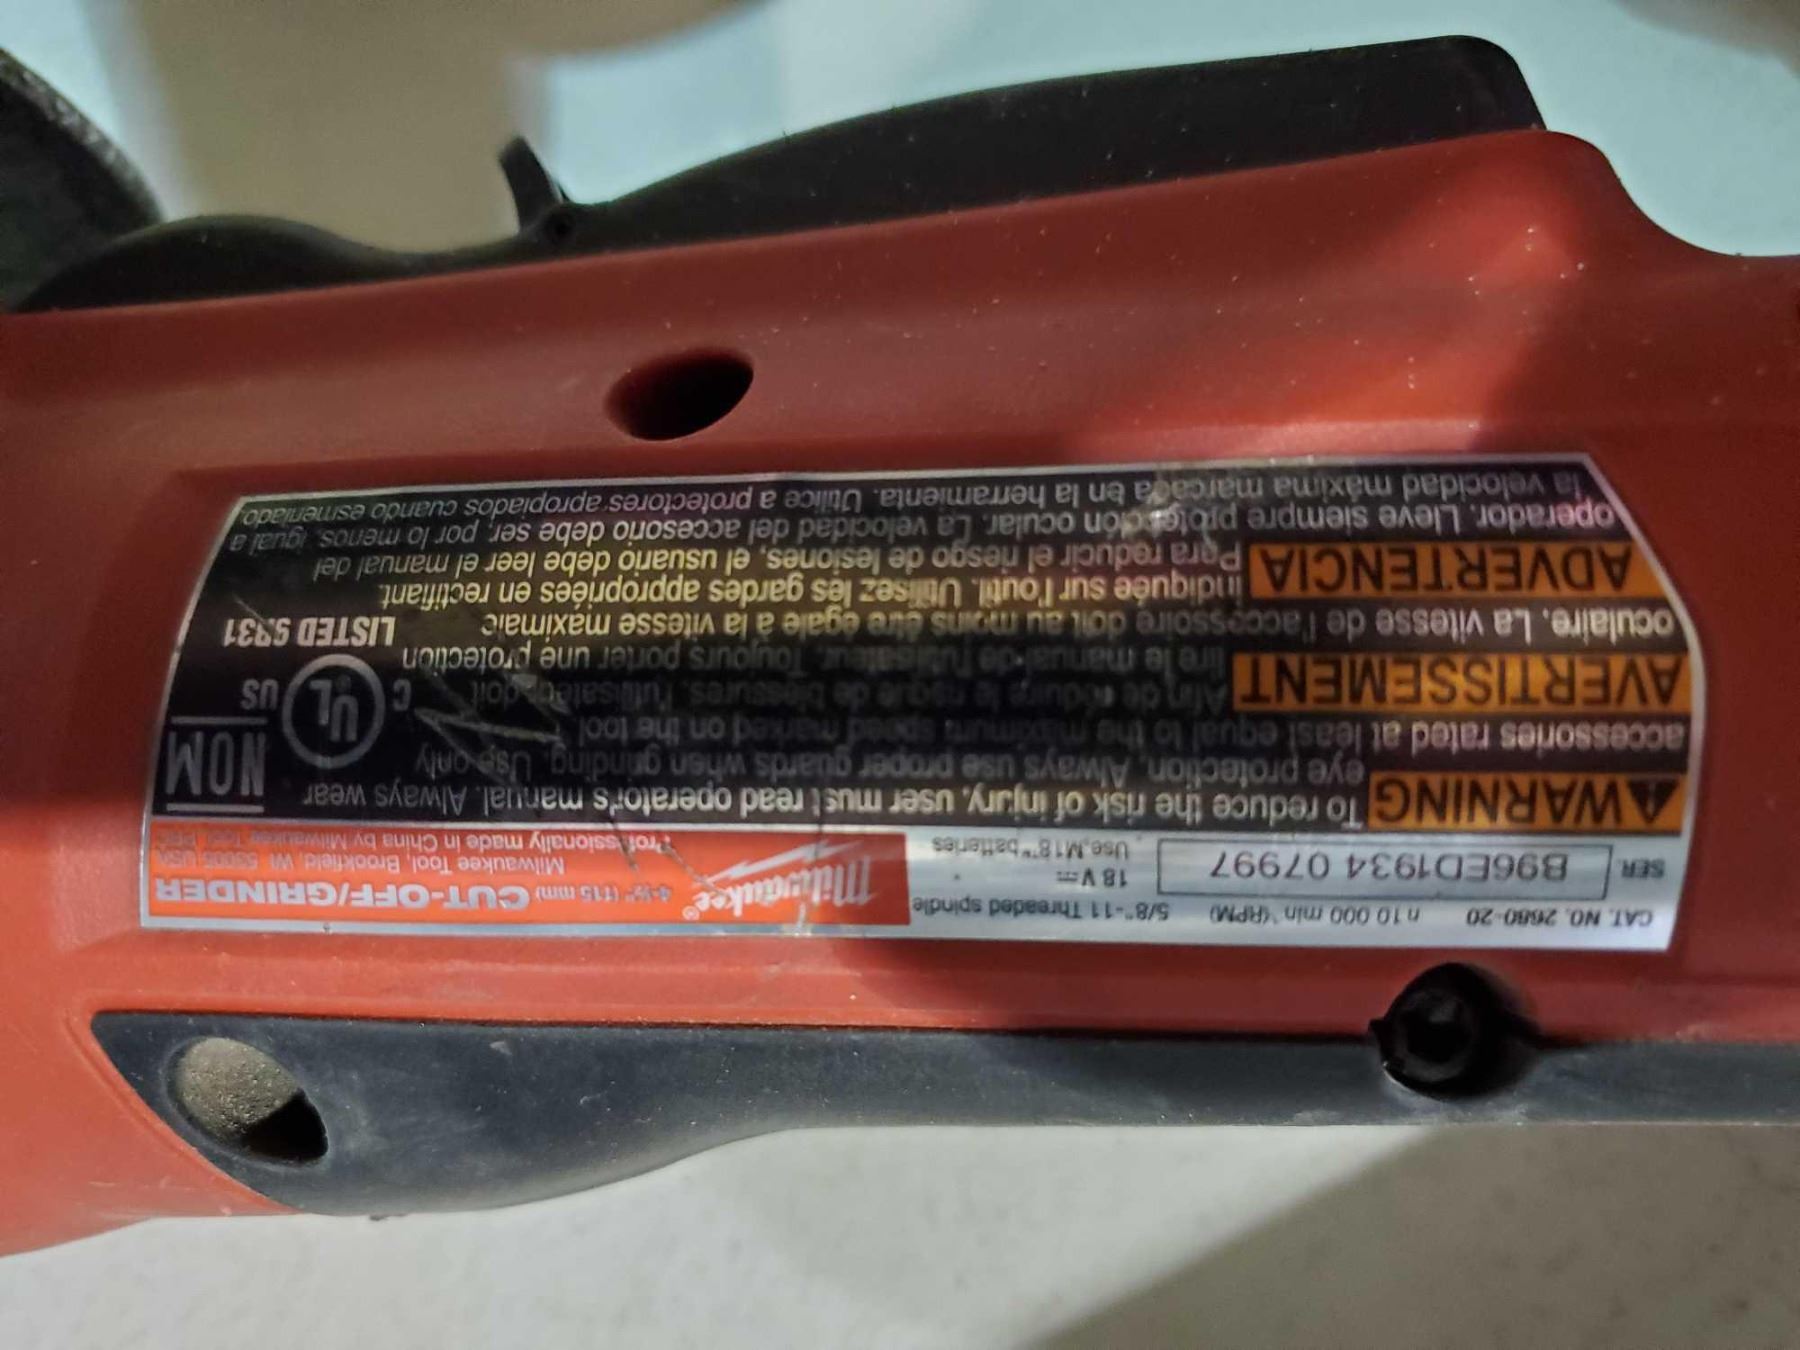 CAT. NO. 2680-20 n 10 000 min⁻¹(RPM) 5/8"-11 Threaded spindle
SER. B96ED1934 07997 18 V⎓
Use M18™ batteries
Milwaukee®
4-½" (115 mm) CUT-OFF/GRINDER
Milwaukee Tool, Brookfield, WI 53005 USA
Professionally made in China by Milwaukee Tool, PRC
WARNING To reduce the risk of injury, user must read operator's manual. Always wear
eye protection. Always use proper guards when grinding. Use only
accessories rated at least equal to the maximum speed marked on the tool
AVERTISSEMENT Afin de réduire le risque de blessures, l'utilisateur doit
lire le manual de l'utilisateur. Toujours porter une protection
oculaire. La vitesse de l'accessoire doit au moins être égale à la vitesse maximale
indiquée sur l'outil. Utilisez les gardes appropriées en rectifiant.
ADVERTENCIA Para reducir el riesgo de lesiones, el usuario debe leer el manual del
operador. Lleve siempre protección ocular. La velocidad del accesorio debe ser, por lo menos, igual a
la velocidad máxima marcada en la herramienta. Utilice a protectores apropiados cuando esmerilado.
NOM
C UL® US
LISTED